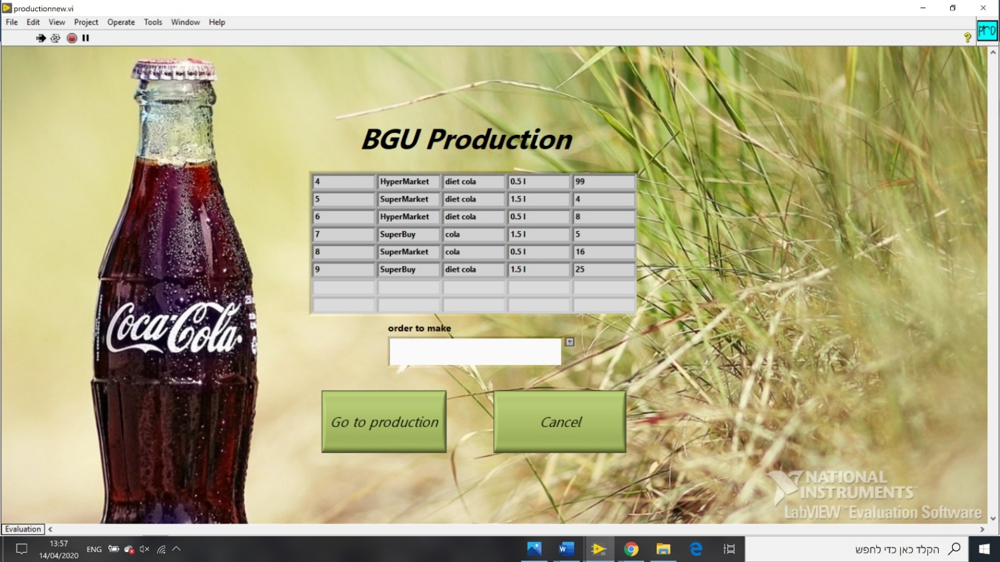 productionnew.vi
File Edit View Project Operate Tools Window Help
pro
BGU Production
4 HyperMarket diet cola 0.5 l 99
5 SuperMarket diet cola 1.5 l 4
6 HyperMarket diet cola 0.5 l 8
7 SuperBuy cola 1.5 l 5
8 SuperMarket cola 0.5 l 16
9 SuperBuy diet cola 1.5 l 25
Coca-Cola
order to make
Go to production Cancel
NATIONAL
INSTRUMENTS
LabVIEW™ Evaluation Software
Evaluation
13:57
14/04/2020
ENG
הקלד כאן כדי לחפש